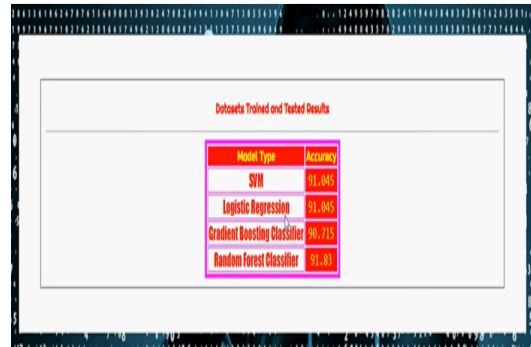 Datasets Trained and Tested Results
Model Type Accuracy
SVM 91.045
Logistic Regression 91.045
Gradient Boosting Classifier 90.715
Random Forest Classifier 91.83